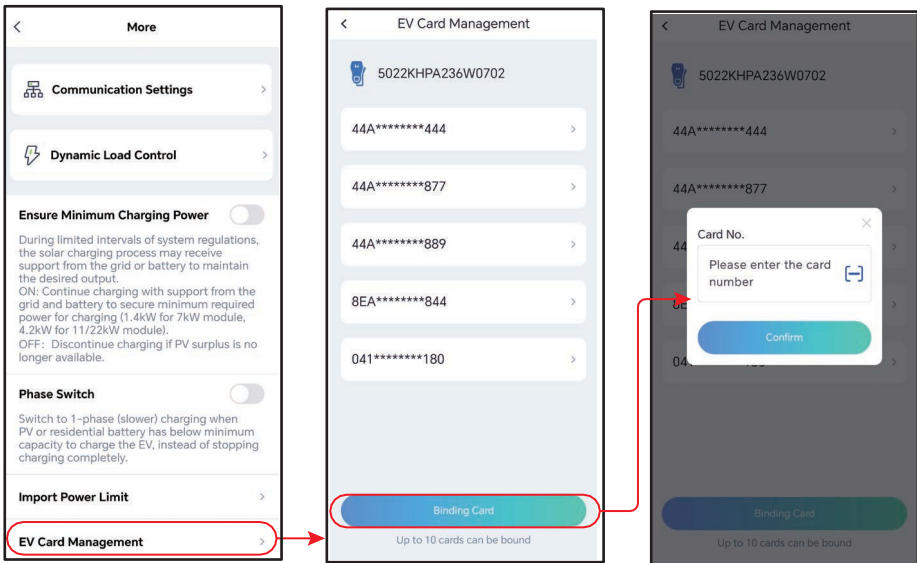 More
Communication Settings
Dynamic Load Control
Ensure Minimum Charging Power
During limited intervals of system regulations,
the solar charging process may receive
support from the grid or battery to maintain
the desired output.
ON: Continue charging with support from the
grid and battery to secure minimum required
power for charging (1.4kW for 7kW module,
4.2kW for 11/22kW module).
OFF: Discontinue charging if PV surplus is no
longer available.
Phase Switch
Switch to 1-phase (slower) charging when
PV or residential battery has below minimum
capacity to charge the EV, instead of stopping
charging completely.
Import Power Limit
EV Card Management
EV Card Management
5022KHPA236W0702
44A********444
44A********877
44A********889
8EA********844
041********180
Binding Card
Up to 10 cards can be bound
EV Card Management
5022KHPA236W0702
44A********444
44A********877
44
Card No.
Please enter the card
number
Confirm
04
Binding Card
Up to 10 cards can be bound